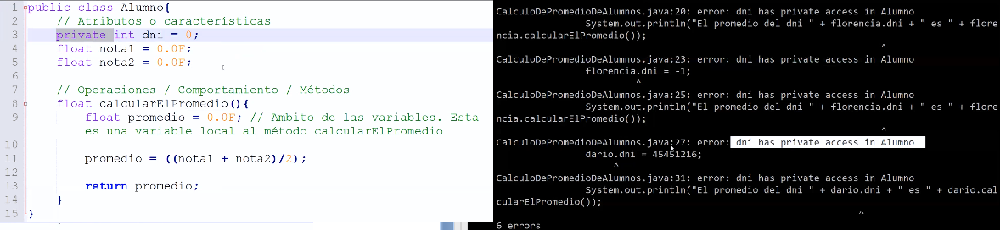 1 public class Alumno{
2 // Atributos o características
3 private int dni = 0;
4 float nota1 = 0.0F;
5 float nota2 = 0.0F;
6
7 // Operaciones / Comportamiento / Métodos
8 float calcularElPromedio(){
9 float promedio = 0.0F; // Ambito de las variables. Esta
es una variable local al método calcularElPromedio
10
11 promedio = ((nota1 + nota2)/2);
12
13 return promedio;
14 }
15 }
CalculoDePromedioDeAlumnos.java:20: error: dni has private access in Alumno
System.out.println("El promedio del dni " + florencia.dni + " es " + flore
ncia.calcularElPromedio());
^
CalculoDePromedioDeAlumnos.java:23: error: dni has private access in Alumno
florencia.dni = -1;
^
CalculoDePromedioDeAlumnos.java:25: error: dni has private access in Alumno
System.out.println("El promedio del dni " + florencia.dni + " es " + flore
ncia.calcularElPromedio());
^
CalculoDePromedioDeAlumnos.java:27: error: dni has private access in Alumno
dario.dni = 45451216;
^
CalculoDePromedioDeAlumnos.java:31: error: dni has private access in Alumno
System.out.println("El promedio del dni " + dario.dni + " es " + dario.cal
cularElPromedio());
^
6 errors